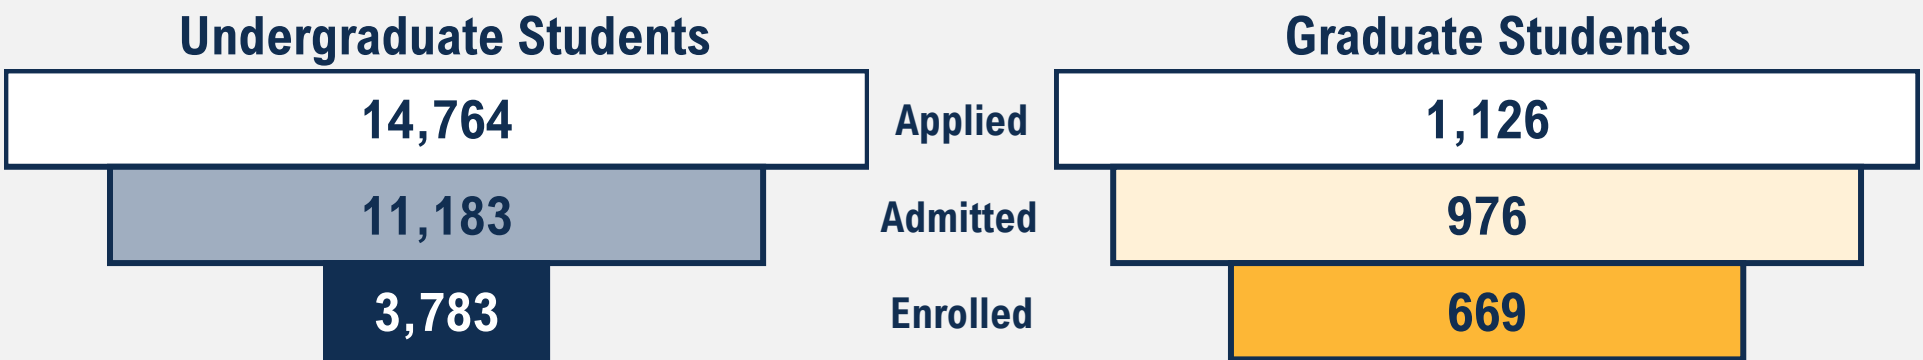 Undergraduate Students
Graduate Students
14,764
Applied
1,126
11,183
Admitted
976
3,783
Enrolled
669